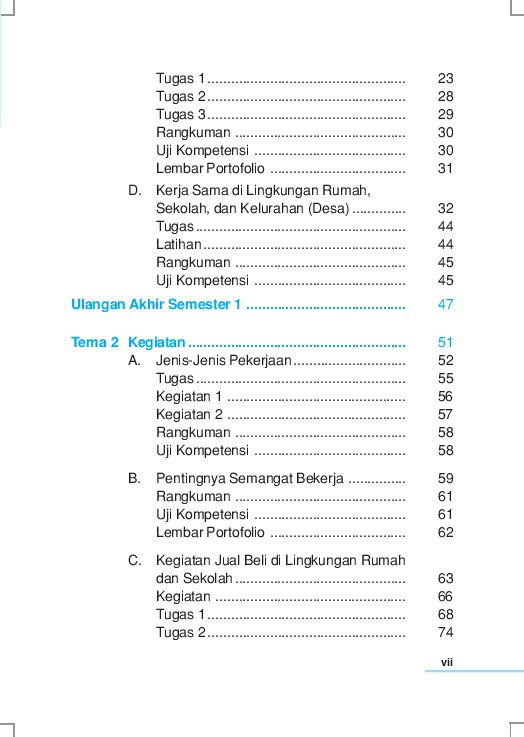 Tugas 1 ................................................... 23
Tugas 2 ................................................... 28
Tugas 3 ................................................... 29
Rangkuman ............................................ 30
Uji Kompetensi ....................................... 30
Lembar Portofolio ................................... 31
D. Kerja Sama di Lingkungan Rumah,
Sekolah, dan Kelurahan (Desa) .............. 32
Tugas ...................................................... 44
Latihan .................................................... 44
Rangkuman ............................................ 45
Uji Kompetensi ....................................... 45
Ulangan Akhir Semester 1 ......................................... 47
Tema 2 Kegiatan ........................................................ 51
A. Jenis-Jenis Pekerjaan ............................. 52
Tugas ...................................................... 55
Kegiatan 1 .............................................. 56
Kegiatan 2 .............................................. 57
Rangkuman ............................................ 58
Uji Kompetensi ....................................... 58
B. Pentingnya Semangat Bekerja ............... 59
Rangkuman ............................................ 61
Uji Kompetensi ....................................... 61
Lembar Portofolio ................................... 62
C. Kegiatan Jual Beli di Lingkungan Rumah
dan Sekolah ............................................ 63
Kegiatan ................................................. 66
Tugas 1 ................................................... 68
Tugas 2 ................................................... 74
vii